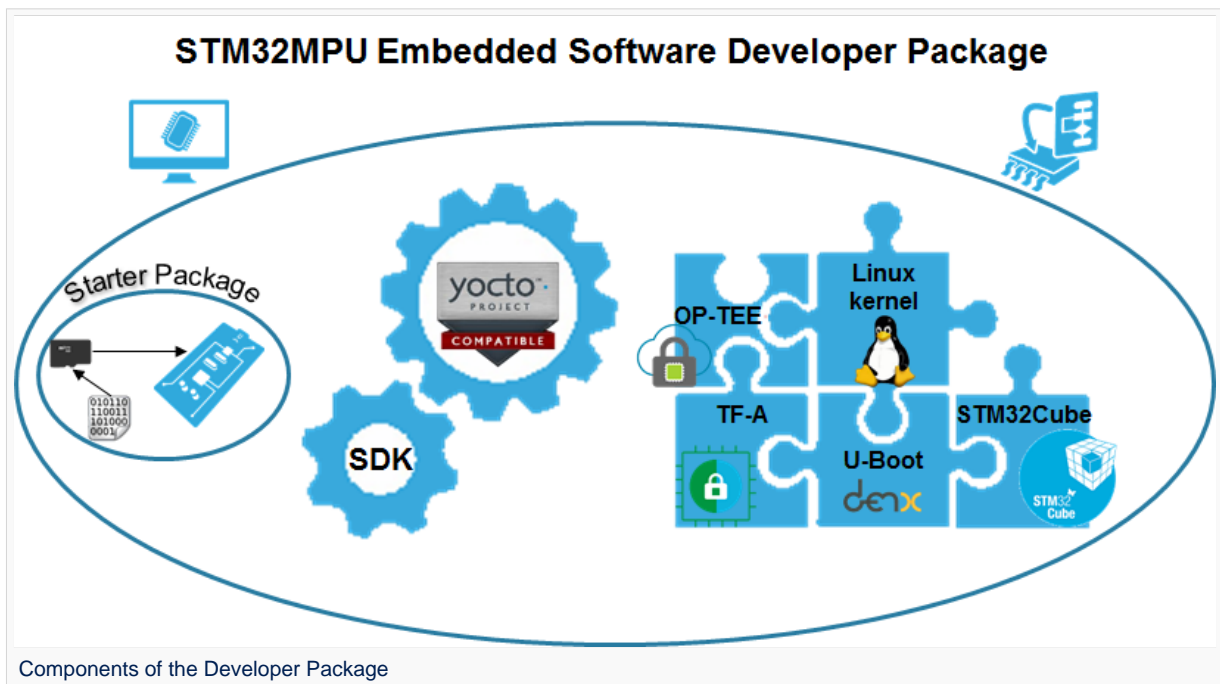 STM32MPU Embedded Software Developer Package
Starter Package
010110
110011
101000
0001
yocto
PROJECT
COMPATIBLE
SDK
OP-TEE
Linux
kernel
TF-A
U-Boot
denx
STM32Cube
STM32
Cube
Components of the Developer Package